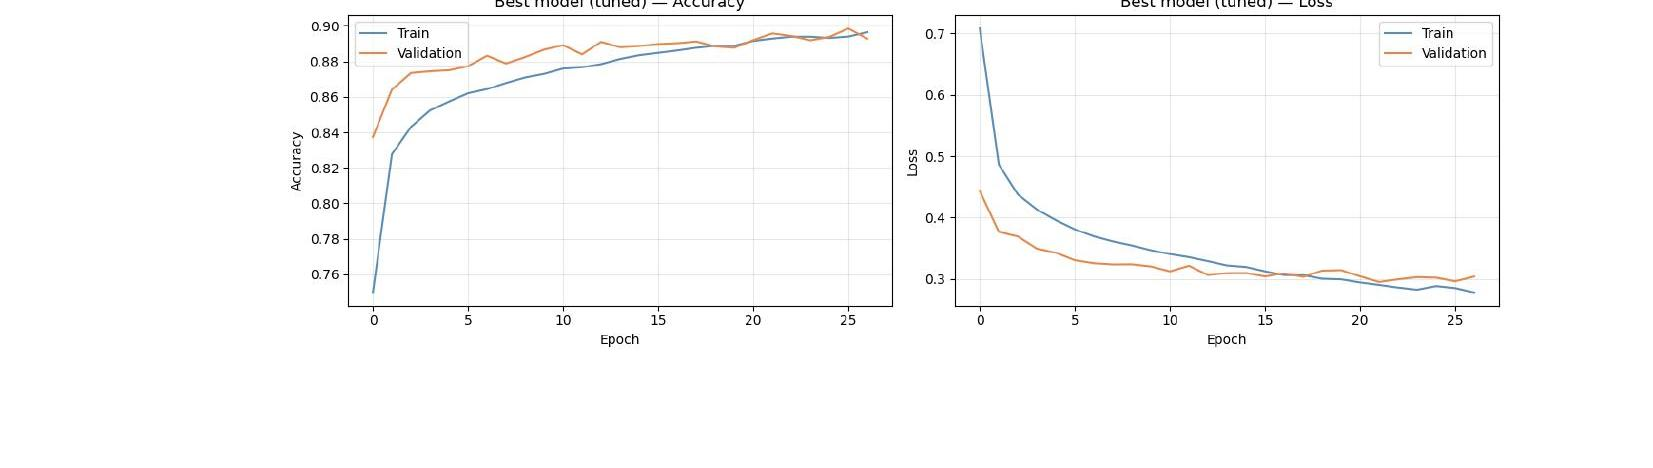 Best model (tuned) — Accuracy
0.90
0.88
0.86
0.84
0.82
0.80
0.78
0.76
Accuracy
Train
Validation
0 5 10 15 20 25
Epoch
Best model (tuned) — Loss
0.7
0.6
0.5
0.4
0.3
Loss
Train
Validation
0 5 10 15 20 25
Epoch